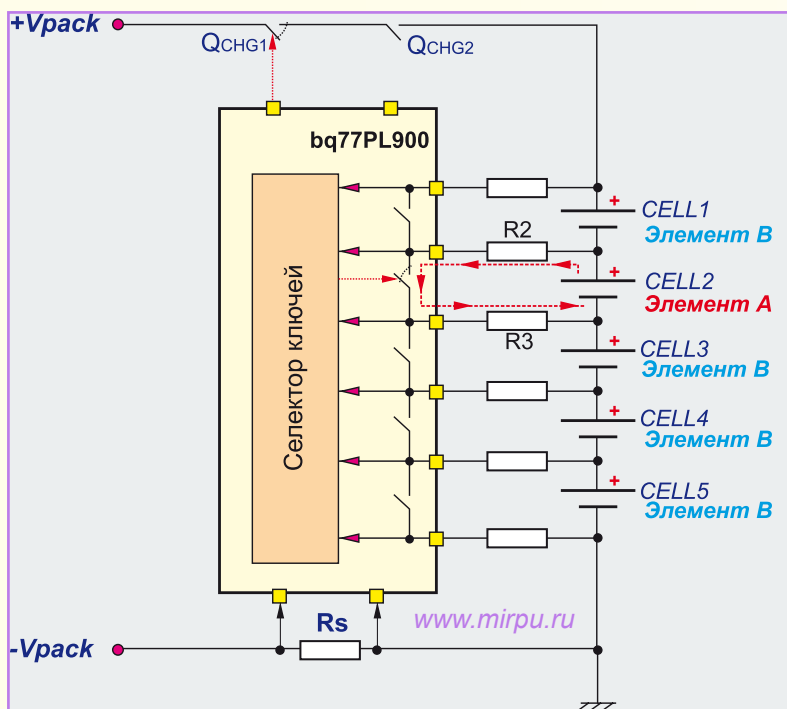 +Vpack
QCHG1
QCHG2
bq77PL900
+
CELL1
Элемент B
R2
+
CELL2
Элемент A
Селектор ключей
R3
+
CELL3
Элемент B
+
CELL4
Элемент B
+
CELL5
Элемент B
Rs
www.mirpu.ru
-Vpack